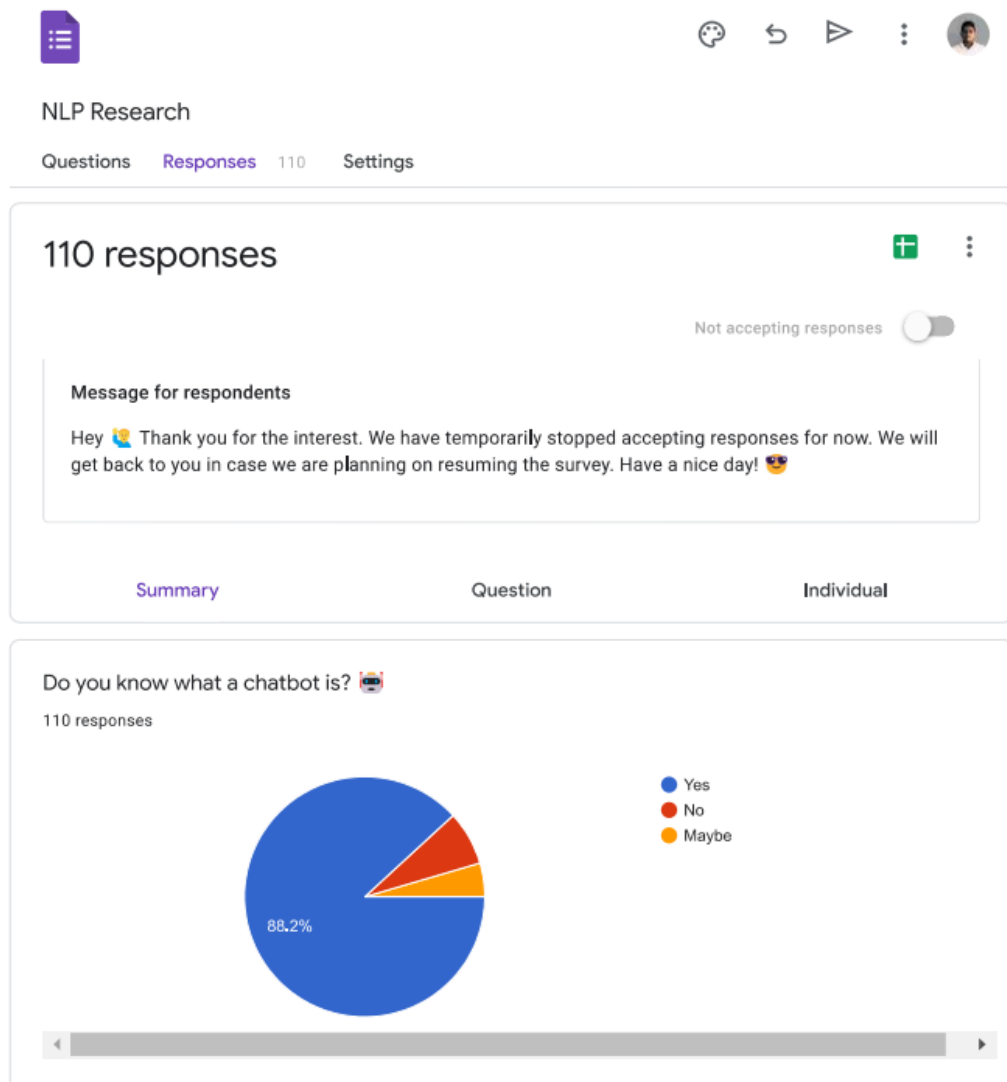 NLP Research
Questions Responses 110 Settings
110 responses
Not accepting responses
Message for respondents
Hey 🙋‍♂️ Thank you for the interest. We have temporarily stopped accepting responses for now. We will
get back to you in case we are planning on resuming the survey. Have a nice day! 😎
Summary Question Individual
Do you know what a chatbot is? 🤖
110 responses
Yes
No
Maybe
88.2%